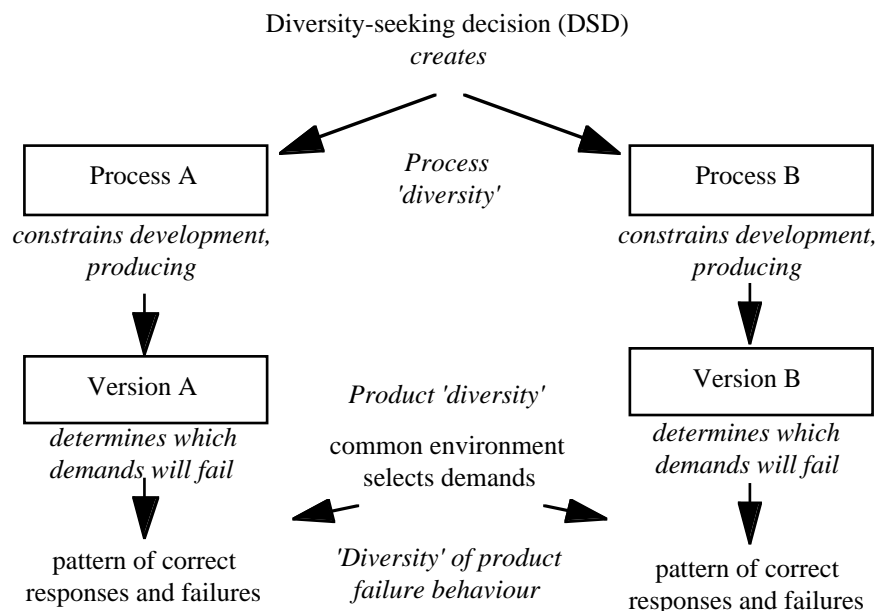 Diversity-seeking decision (DSD)
creates
Process A
Process
'diversity'
Process B
constrains development,
producing
constrains development,
producing
Version A
Product 'diversity'
Version B
determines which
demands will fail
common environment
selects demands
determines which
demands will fail
pattern of correct
responses and failures
'Diversity' of product
failure behaviour
pattern of correct
responses and failures